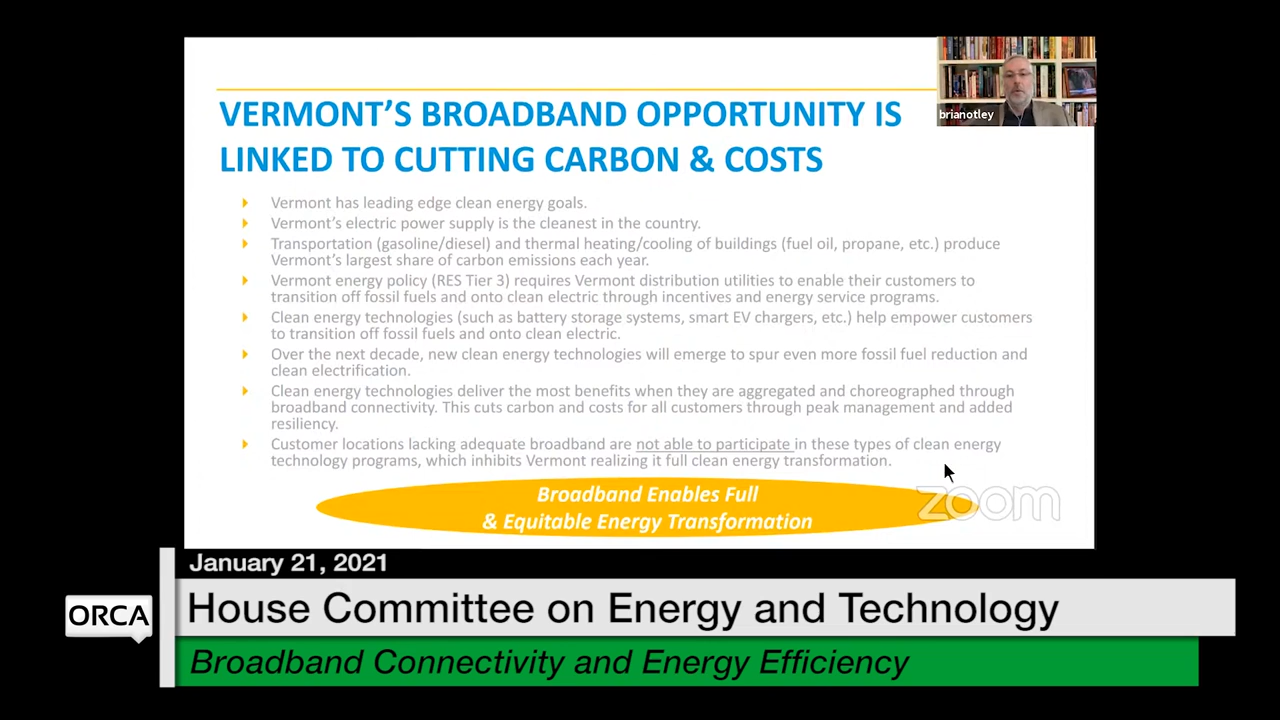 VERMONT'S BROADBAND OPPORTUNITY IS
LINKED TO CUTTING CARBON & COSTS
brianotley
Vermont has leading edge clean energy goals.
Vermont's electric power supply is the cleanest in the country.
Transportation (gasoline/diesel) and thermal heating/cooling of buildings (fuel oil, propane, etc.) produce
Vermont's largest share of carbon emissions each year.
Vermont energy policy (RES Tier 3) requires Vermont distribution utilities to enable their customers to
transition off fossil fuels and onto clean electric through incentives and energy service programs.
Clean energy technologies (such as battery storage systems, smart EV chargers, etc.) help empower customers
to transition off fossil fuels and onto clean electric.
Over the next decade, new clean energy technologies will emerge to spur even more fossil fuel reduction and
clean electrification.
Clean energy technologies deliver the most benefits when they are aggregated and choreographed through
broadband connectivity. This cuts carbon and costs for all customers through peak management and added
resiliency.
Customer locations lacking adequate broadband are not able to participate in these types of clean energy
technology programs, which inhibits Vermont realizing it full clean energy transformation.
Broadband Enables Full
& Equitable Energy Transformation
zoom
January 21, 2021
ORCA
House Committee on Energy and Technology
Broadband Connectivity and Energy Efficiency